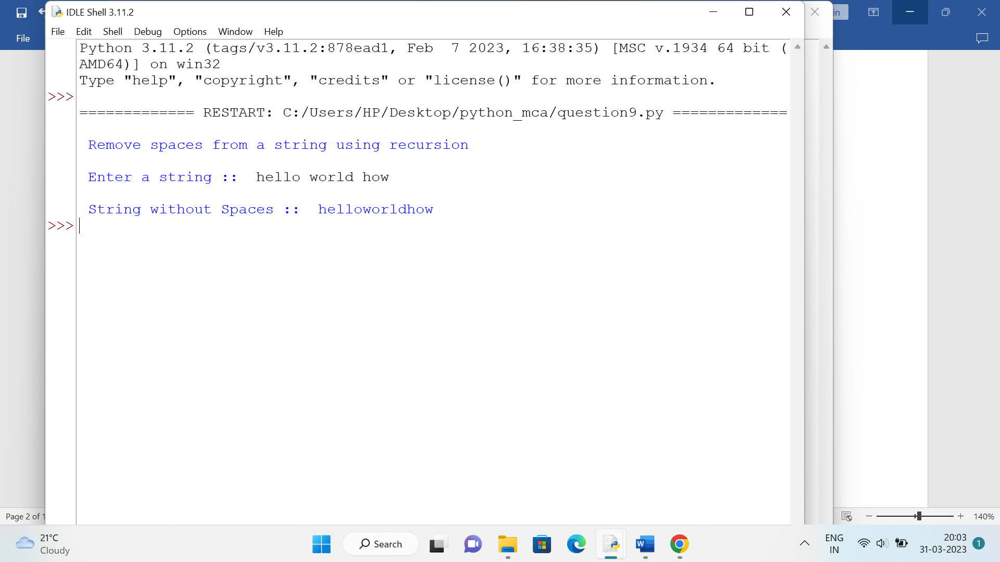 IDLE Shell 3.11.2
in
File Edit Shell Debug Options Window Help
File
Python 3.11.2 (tags/v3.11.2:878ead1, Feb  7 2023, 16:38:35) [MSC v.1934 64 bit (
AMD64)] on win32
Type "help", "copyright", "credits" or "license()" for more information.
>>>
============= RESTART: C:/Users/HP/Desktop/python_mca/question9.py =============
Remove spaces from a string using recursion
Enter a string ::  hello world how
String without Spaces ::  helloworldhow
>>>
Page 2 of 1
140%
21°C
Cloudy
Search
W
ENG
IN
20:03
31-03-2023
1